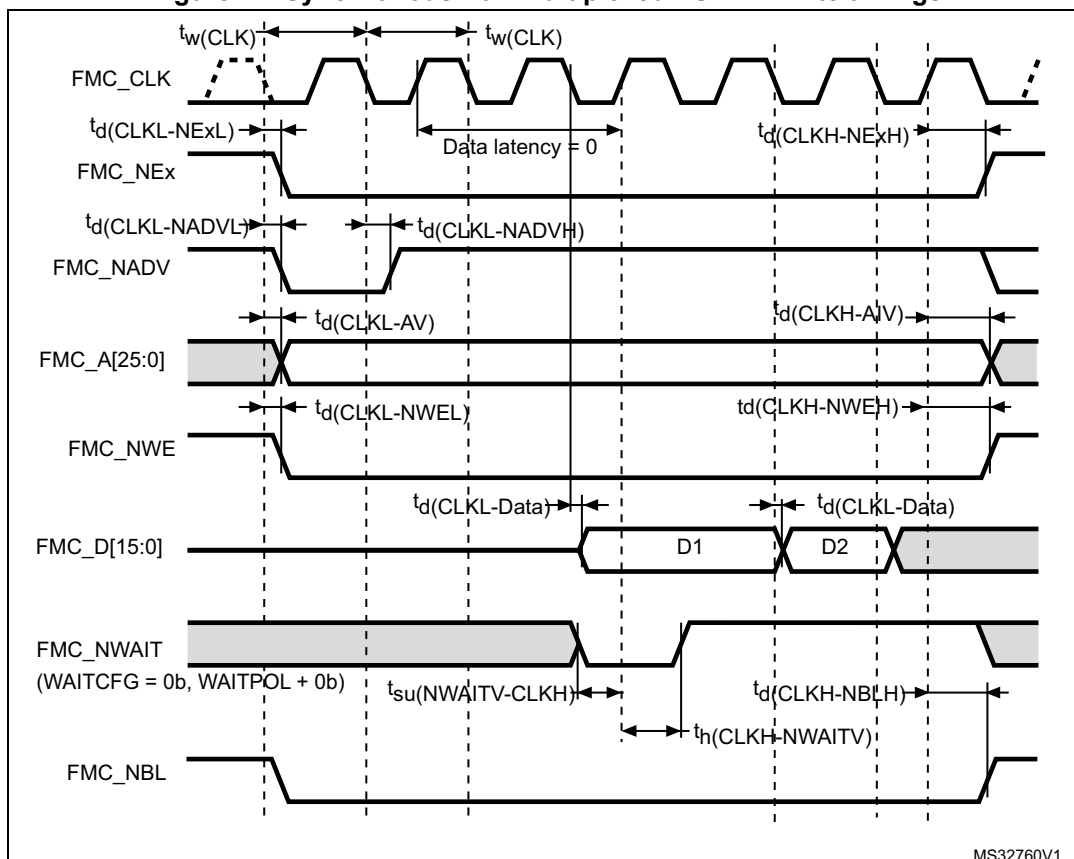 tw(CLK) tw(CLK)
FMC_CLK
td(CLKL-NExL) Data latency = 0 td(CLKH-NExH)
FMC_NEx
td(CLKL-NADVL) td(CLKL-NADVH)
FMC_NADV
td(CLKL-AV) td(CLKH-AIV)
FMC_A[25:0]
td(CLKL-NWEL) td(CLKH-NWEH)
FMC_NWE
td(CLKL-Data) td(CLKL-Data)
FMC_D[15:0] D1 D2
FMC_NWAIT
(WAITCFG = 0b, WAITPOL + 0b)
tsu(NWAITV-CLKH) td(CLKH-NBLH)
th(CLKH-NWAITV)
FMC_NBL
MS32760V1